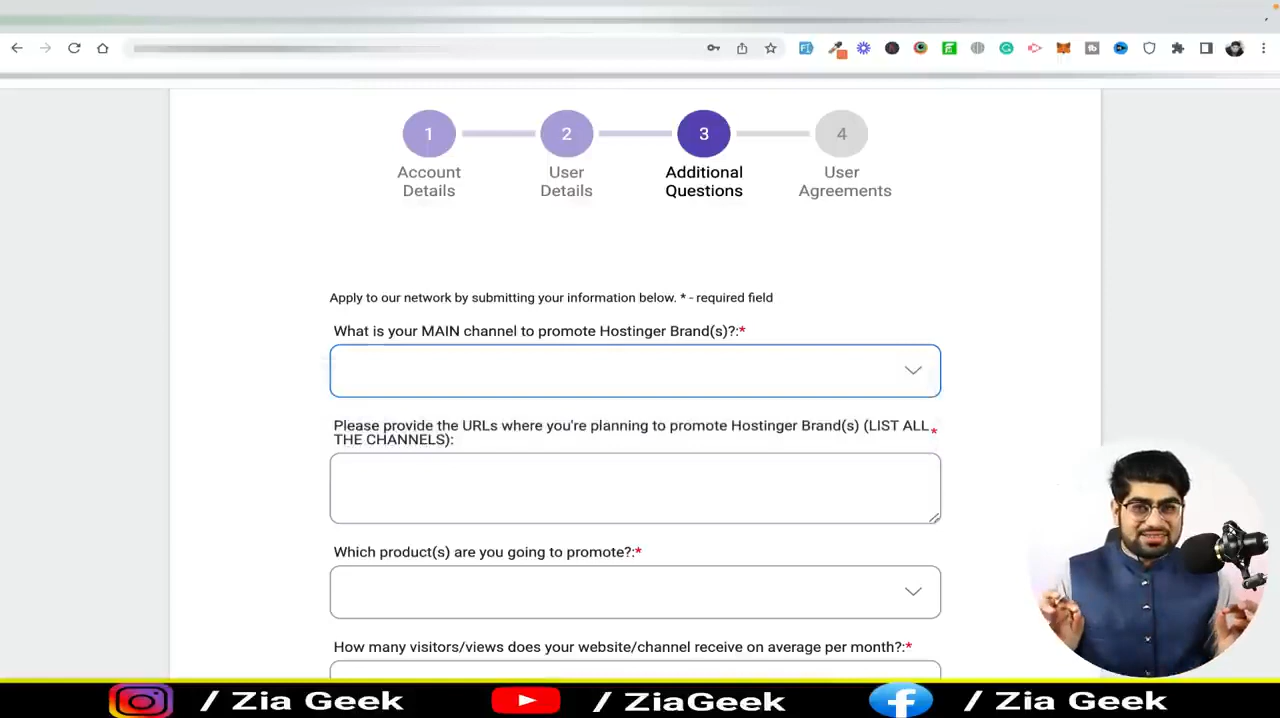 1
2
3
4
Account
Details
User
Details
Additional
Questions
User
Agreements
Apply to our network by submitting your information below. * - required field
What is your MAIN channel to promote Hostinger Brand(s)?:*
Please provide the URLs where you're planning to promote Hostinger Brand(s) (LIST ALL
THE CHANNELS):*
Which product(s) are you going to promote?:*
How many visitors/views does your website/channel receive on average per month?:*
/ Zia Geek
/ ZiaGeek
/ Zia Geek